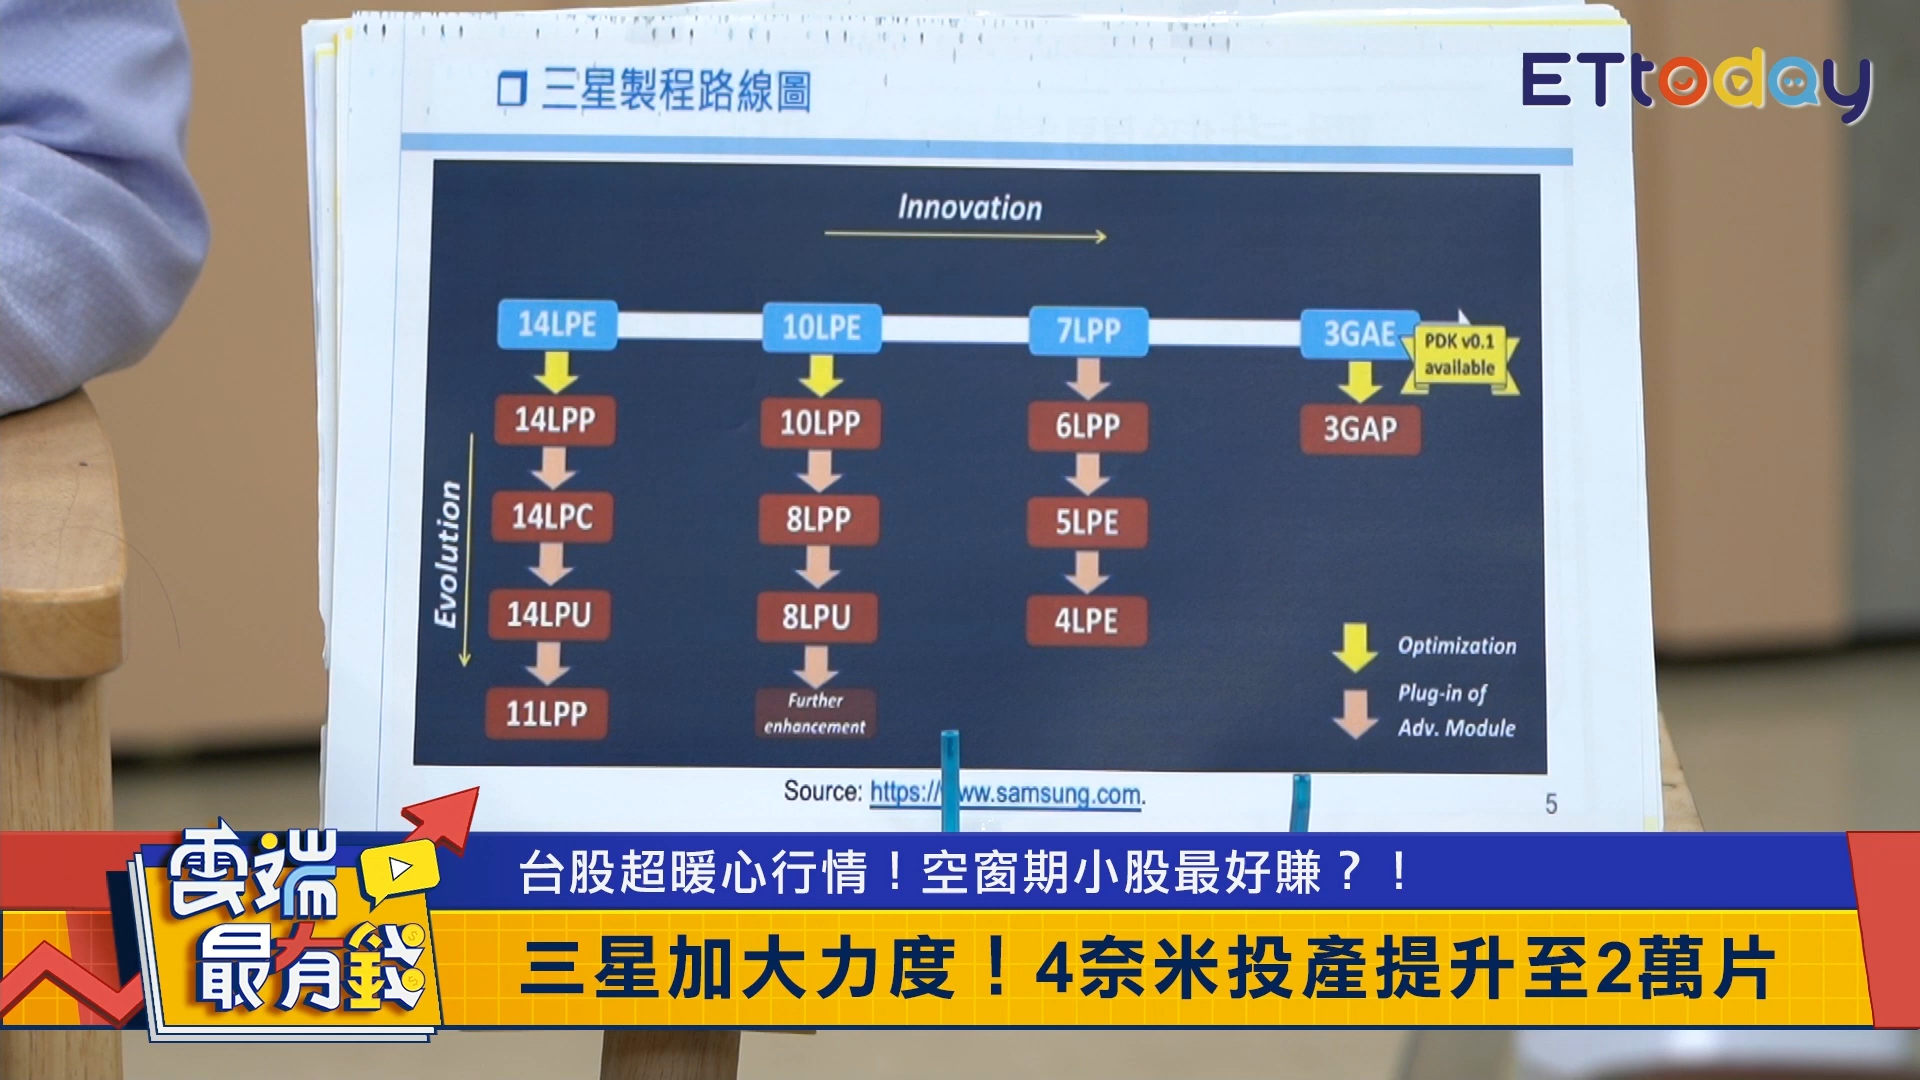 三星製程路線圖
ETtoday
Innovation
14LPE
10LPE
7LPP
3GAE
PDK v0.1
available
14LPP
10LPP
6LPP
3GAP
14LPC
8LPP
5LPE
Evolution
14LPU
8LPU
4LPE
11LPP
Further
enhancement
Optimization
Plug-in of
Adv. Module
Source: https://www.samsung.com.
5
雲端
最有錢
台股超暖心行情！空窗期小股最好賺？！
三星加大力度！4奈米投產提升至2萬片